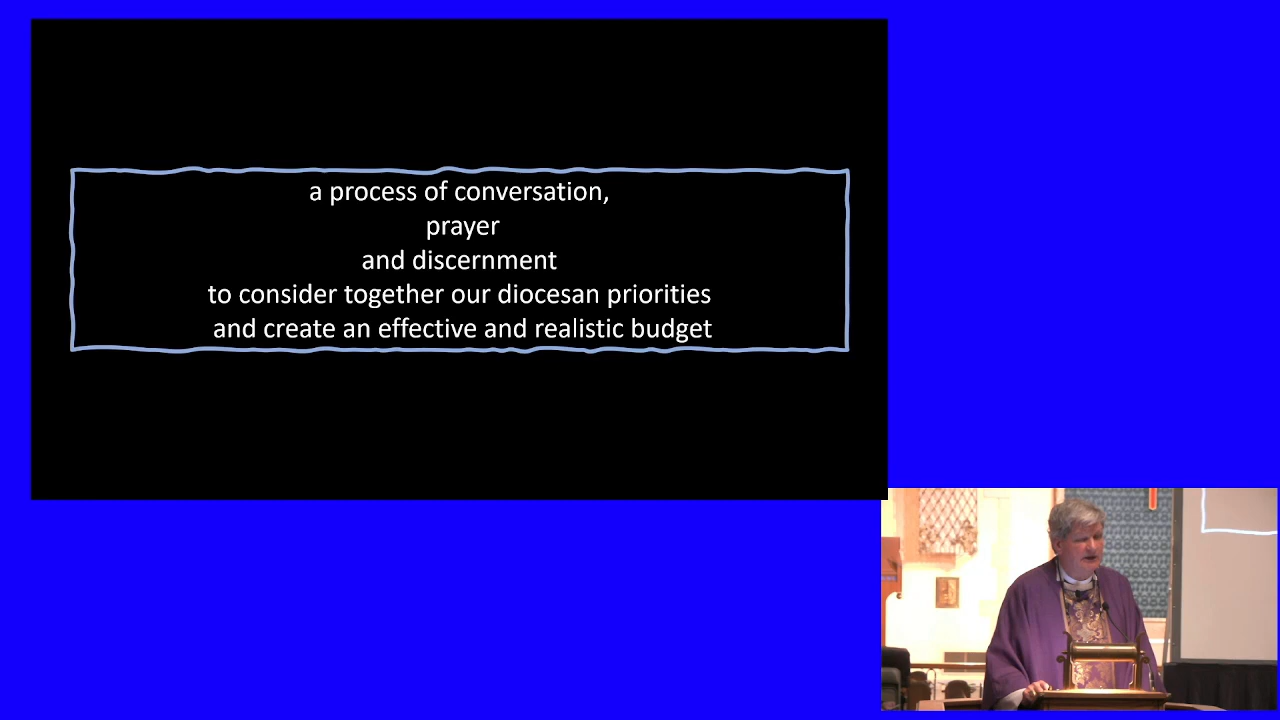 a process of conversation,
prayer
and discernment
to consider together our diocesan priorities
and create an effective and realistic budget